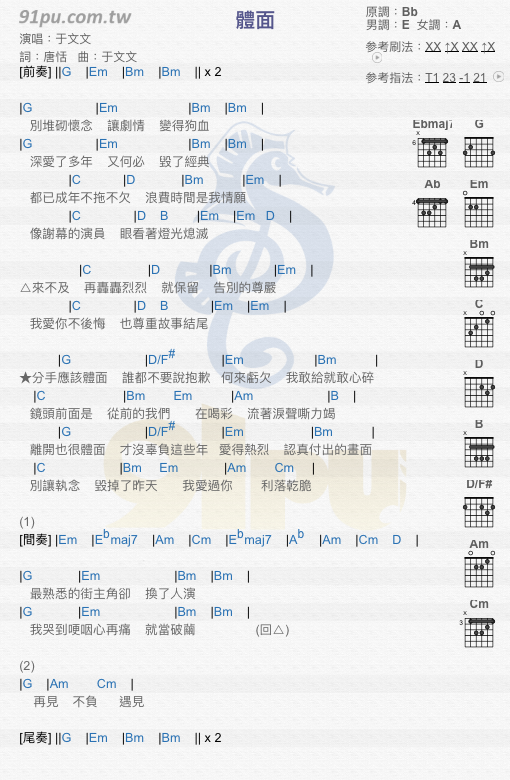 91pu.com.tw
體面
原調：Bb
男調：E 女調：A
演唱：于文文
詞：唐恬 曲：于文文
参考刷法：XX ↑X XX ↑X
参考指法：T1 23 -1 21
[前奏] ||G |Em |Bm |Bm || x 2
|G |Em |Bm |Bm |
別堆砌懷念 讓劇情 變得狗血
|G |Em |Bm |Bm |
深愛了多年 又何必 毀了經典
|C |D |Bm |Em |
都已成年不拖不欠 浪費時間是我情願
|C |D B |Em |Em D |
像謝幕的演員 眼看著燈光熄滅
|C |D |Bm |Em |
△來不及 再轟轟烈烈 就保留 告別的尊嚴
|C |D B |Em |Em |
我愛你不後悔 也尊重故事結尾
|G |D/F# |Em |Bm |
★分手應該體面 誰都不要說抱歉 何來虧欠 我敢給就敢心碎
|C |Bm Em |Am |B |
鏡頭前面是 從前的我們 在喝彩 流著淚聲嘶力竭
|G |D/F# |Em |Bm |
離開也很體面 才沒辜負這些年 愛得熱烈 認真付出的畫面
|C |Bm Em |Am Cm |
別讓執念 毀掉了昨天 我愛過你 利落乾脆
(1)
[間奏] |Em |Ebmaj7 |Am |Cm |Ebmaj7 |Ab |Am |Cm D |
|G |Em |Bm |Bm |
最熟悉的街主角卻 換了人演
|G |Em |Bm |Bm |
我哭到哽咽心再痛 就當破繭 (回△)
(2)
|G |Am Cm |
再見 不負 遇見
[尾奏] ||G |Em |Bm |Bm || x 2
Ebmaj7 G
x
6
Ab Em
4
Bm
x
C
x
D
x
B
x
D/F#
Am
Cm
x
3
91pu